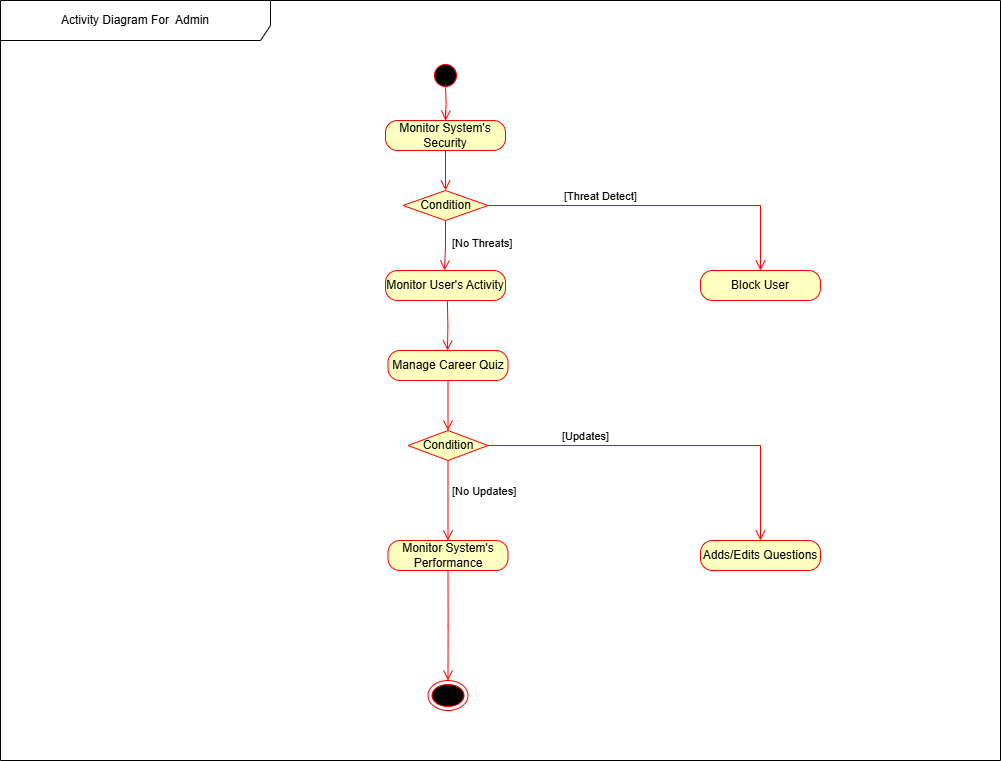 Activity Diagram For  Admin
Monitor System's
Security
Condition
[Threat Detect]
[No Threats]
Monitor User's Activity
Block User
Manage Career Quiz
Condition
[Updates]
[No Updates]
Monitor System's
Performance
Adds/Edits Questions